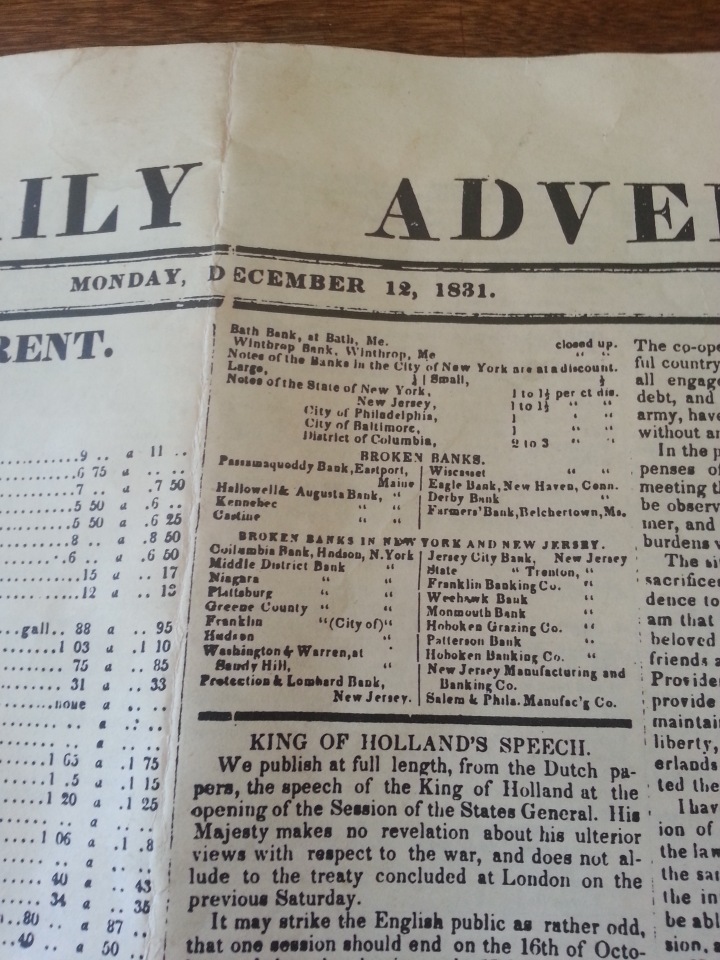 ILY ADVE
MONDAY, DECEMBER 12, 1831.
RENT.
.........9 .. a 11 ..
.........6 75 a .. ..
.........7 .. a .7 50
.........5 50 a .6 ..
.........5 50 a .6 25
.........8 .. a .8 50
.........6 .. a .6 50
.........15 a .. 17
.........12 a ..
...gall.. 88 a .. 95
.........1 03 a .1 10
.........75 a .. 85
.........31 a .. 33
.........none a .. ..
.. a .. ..
.. a .. ..
.........1 65 a .1 75
.........1 .5 a .1 15
.........1 20 a .1 25
a
.........1 06 a .1 .8
a
a
.........40 a .. 43
.........34 a .. 35
...80 a .. 87
...40 a .. 50
Bath Bank, at Bath, Me. closed up.
Winthrop Bank, Winthrop, Me " "
Notes of the Banks in the City of New York are at a discount.
Large, ¼ | Small, ½
Notes of the State of New York, 1 to 1½ per ct dis.
New Jersey, 1 to 1½ " "
City of Philadelphia, 1 " "
City of Baltimore, 1 " "
District of Columbia, 2 to 3 " "
BROKEN BANKS.
Passamaquoddy Bank, Eastport,
Maine
Hallowell & Augusta Bank, "
Kennebec " "
Castine " "
Wiscasset " "
Eagle Bank, New Haven, Conn.
Derby Bank "
Farmers' Bank, Belchertown, Ms.
BROKEN BANKS IN NEW YORK AND NEW JERSEY.
Columbia Bank, Hudson, N. York
Middle District Bank "
Niagara " "
Plattsburg " "
Greene County " "
Franklin "(City of)"
Hudson "
Washington & Warren, at
Sandy Hill, "
Protection & Lombard Bank,
New Jersey.
Jersey City Bank, New Jersey
State " Trenton, "
Franklin Banking Co. "
Weehawk Bank "
Monmouth Bank "
Hoboken Grazing Co. "
Patterson Bank "
Hoboken Banking Co. "
New Jersey Manufacturing and
Banking Co.
Salem & Phila. Manufac'g Co.
KING OF HOLLAND'S SPEECH.
We publish at full length, from the Dutch pa-
pers, the speech of the King of Holland at the
opening of the Session of the States General. His
Majesty makes no revelation about his ulterior
views with respect to the war, and does not al-
lude to the treaty concluded at London on the
previous Saturday.
It may strike the English public as rather odd,
that one session should end on the 16th of Octo-
The co-ope
ful country
all engage
debt, and
army, have
without an
In the p
penses of
meeting th
be observ
mer, and
burdens v
The si
sacrifice
dence to
am that
beloved
friends a
Provide
provide
maintai
liberty,
erlands
ted the
I hav
ion of
the law
the sa
the in
be abl
sion, a